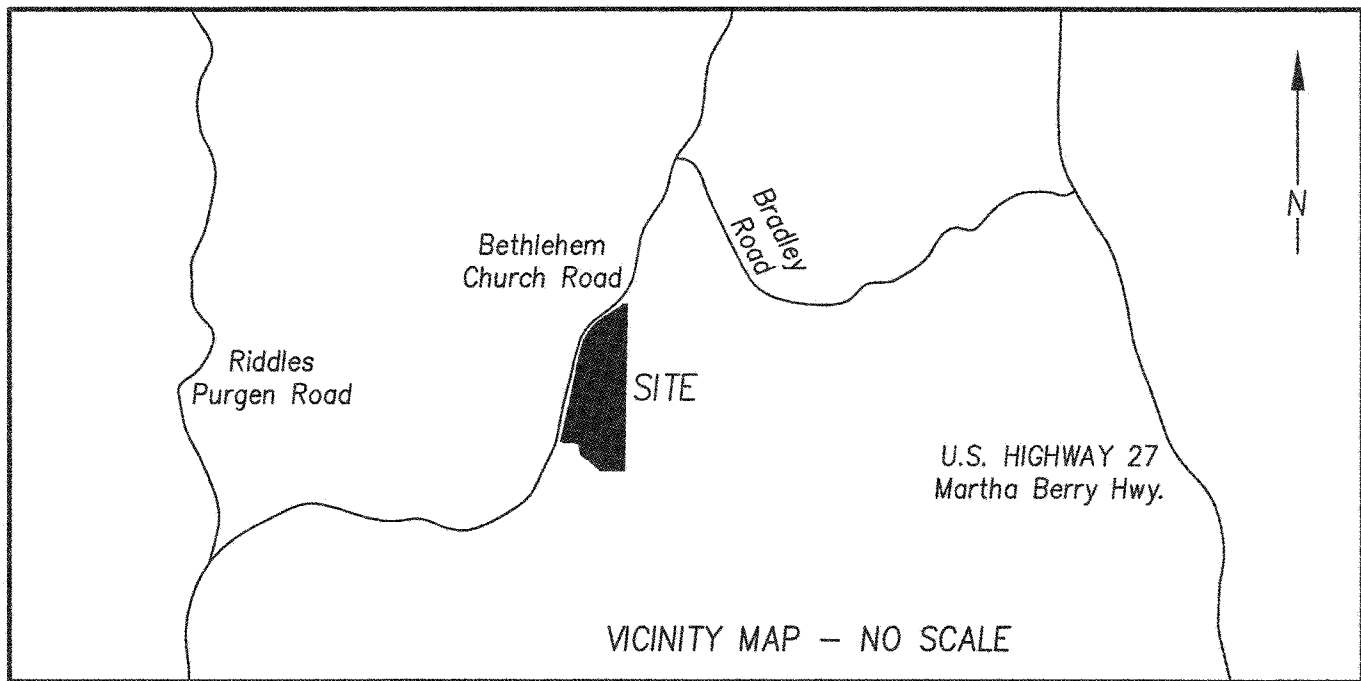 N
Bradley
Road
Bethlehem
Church Road
Riddles
Purgen Road
SITE
U.S. HIGHWAY 27
Martha Berry Hwy.
VICINITY MAP – NO SCALE